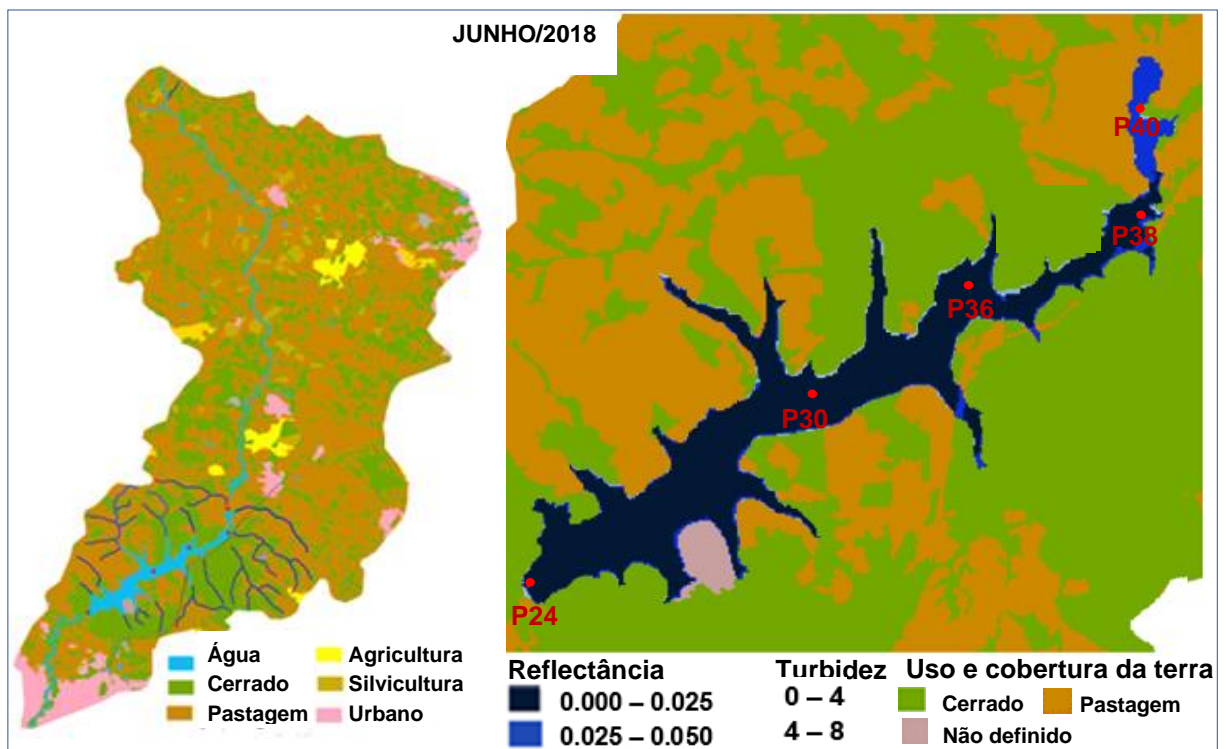 JUNHO/2018
P40
P38
P36
P30
P24
Água
Cerrado
Pastagem
Agricultura
Silvicultura
Urbano
Reflectância Turbidez Uso e cobertura da terra
0.000 – 0.025 0 – 4 Cerrado Pastagem
0.025 – 0.050 4 – 8 Não definido